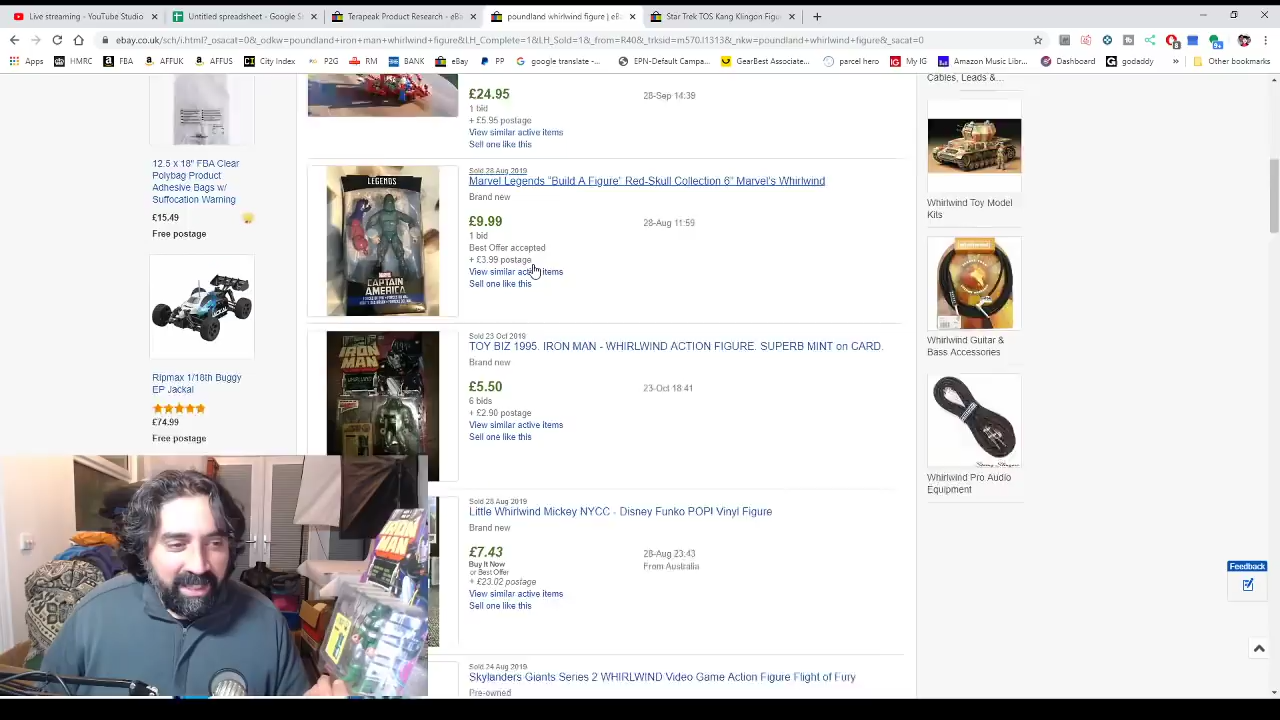 Live streaming - YouTube Studio
Untitled spreadsheet - Google S
Terapeak Product Research - eBa
poundland whirlwind figure | eB
Star Trek TOS Kang Klingon Figu
ebay.co.uk/sch/i.html?_osacat=0&_odkw=poundland+iron+man+whirlwind+figure&LH_Complete=1&LH_Sold=1&_from=R40&_trksid=m570.l1313&_nkw=poundland+whirlwind+figure&_sacat=0
Apps
HMRC
FBA
AFFUK
AFFUS
City Index
P2G
RM
BANK
eBay
PP
google translate -...
EPN-Default Campa...
GearBest Associate...
parcel hero
My IG
Amazon Music Libr...
Dashboard
godaddy
»
Other bookmarks
12.5 x 18" FBA Clear
Polybag Product
Adhesive Bags w/
Suffocation Warning
£15.49
Free postage
Ripmax 1/18th Buggy
EP Jackal
£74.99
Free postage
£24.95
28-Sep 14:39
1 bid
+ £5.95 postage
View similar active items
Sell one like this
LEGENDS
MARVEL
CAPTAIN
AMERICA
Sold 28 Aug 2019
Marvel Legends "Build A Figure" Red-Skull Collection 6" Marvel's Whirlwind
Brand new
£9.99
28-Aug 11:59
1 bid
Best Offer accepted
+ £3.99 postage
View similar active items
Sell one like this
IRON
MAN
WHIRLWIND
Sold 23 Oct 2019
TOY BIZ 1995. IRON MAN - WHIRLWIND ACTION FIGURE. SUPERB MINT on CARD.
Brand new
£5.50
23-Oct 18:41
6 bids
+ £2.90 postage
View similar active items
Sell one like this
Sold 28 Aug 2019
Little Whirlwind Mickey NYCC - Disney Funko POP! Vinyl Figure
Brand new
£7.43
28-Aug 23:43
Buy It Now
From Australia
or Best Offer
+ £23.02 postage
View similar active items
Sell one like this
Sold 24 Aug 2019
Skylanders Giants Series 2 WHIRLWIND Video Game Action Figure Flight of Fury
Pre-owned
Cables, Leads &...
Whirlwind Toy Model
Kits
Whirlwind Guitar &
Bass Accessories
Whirlwind Pro Audio
Equipment
Feedback
IRON
MAN